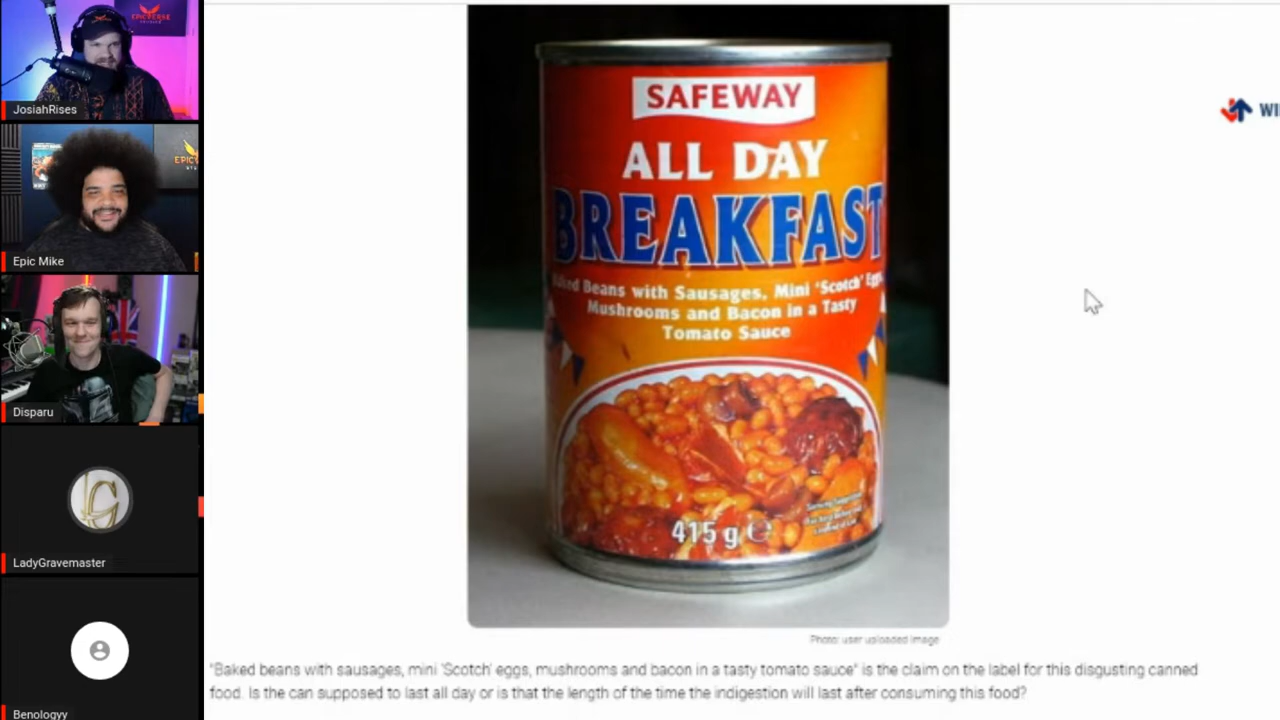 EPICVERSE
JosiahRises
Epic Mike
Disparu
LadyGravemaster
Benologyy
SAFEWAY
ALL DAY
BREAKFAST
Baked Beans with Sausages, Mini 'Scotch' Eggs,
Mushrooms and Bacon in a Tasty
Tomato Sauce
415 g e
Photo: user uploaded image
"Baked beans with sausages, mini 'Scotch' eggs, mushrooms and bacon in a tasty tomato sauce" is the claim on the label for this disgusting canned
food. Is the can supposed to last all day or is that the length of the time the indigestion will last after consuming this food?